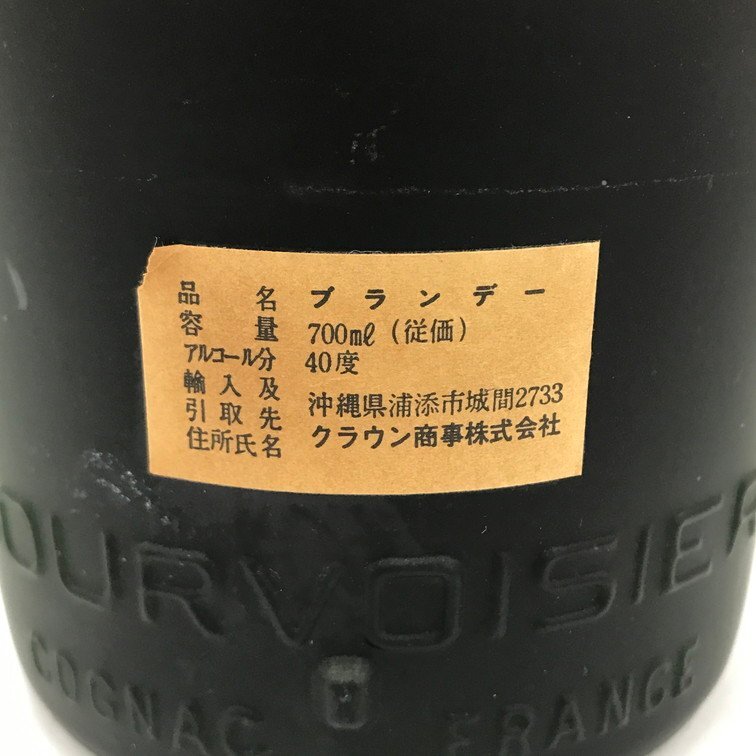 品名 ブランデー
容量 700ml(従価)
アルコール分 40度
輸入及
引取先 沖縄県浦添市城間2733
住所氏名 クラウン商事株式会社
OURVOISIER
COGNAC FRANCE